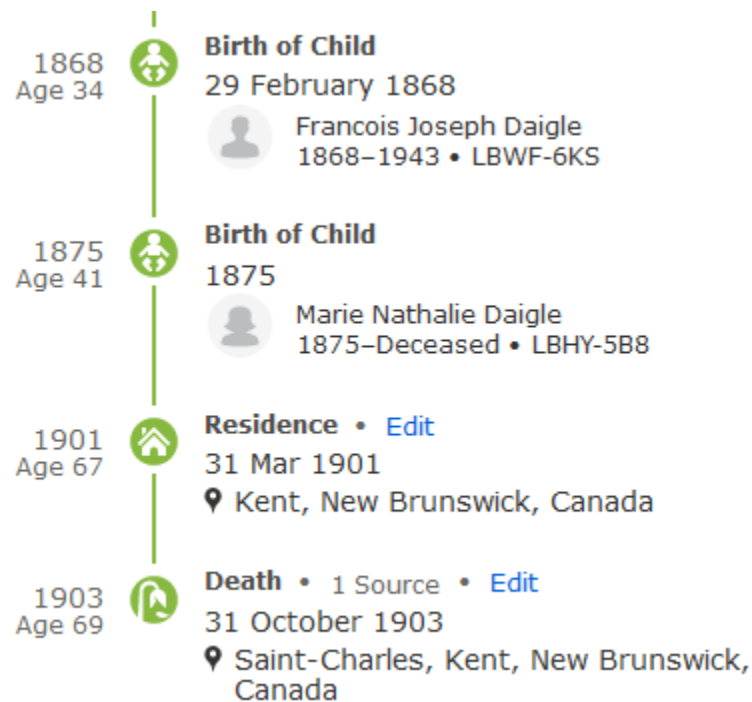 1868
Age 34
Birth of Child
29 February 1868
Francois Joseph Daigle
1868–1943 • LBWF-6KS
1875
Age 41
Birth of Child
1875
Marie Nathalie Daigle
1875–Deceased • LBHY-5B8
1901
Age 67
Residence • Edit
31 Mar 1901
Kent, New Brunswick, Canada
1903
Age 69
Death • 1 Source • Edit
31 October 1903
Saint-Charles, Kent, New Brunswick,
Canada